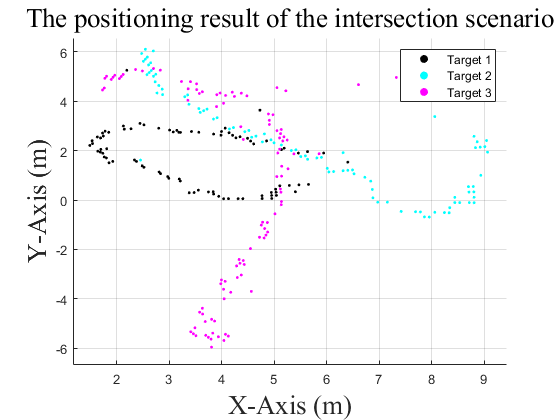 The positioning result of the intersection scenario
Target 1
Target 2
Target 3
6
4
2
0
-2
-4
-6
Y-Axis (m)
2 3 4 5 6 7 8 9
X-Axis (m)